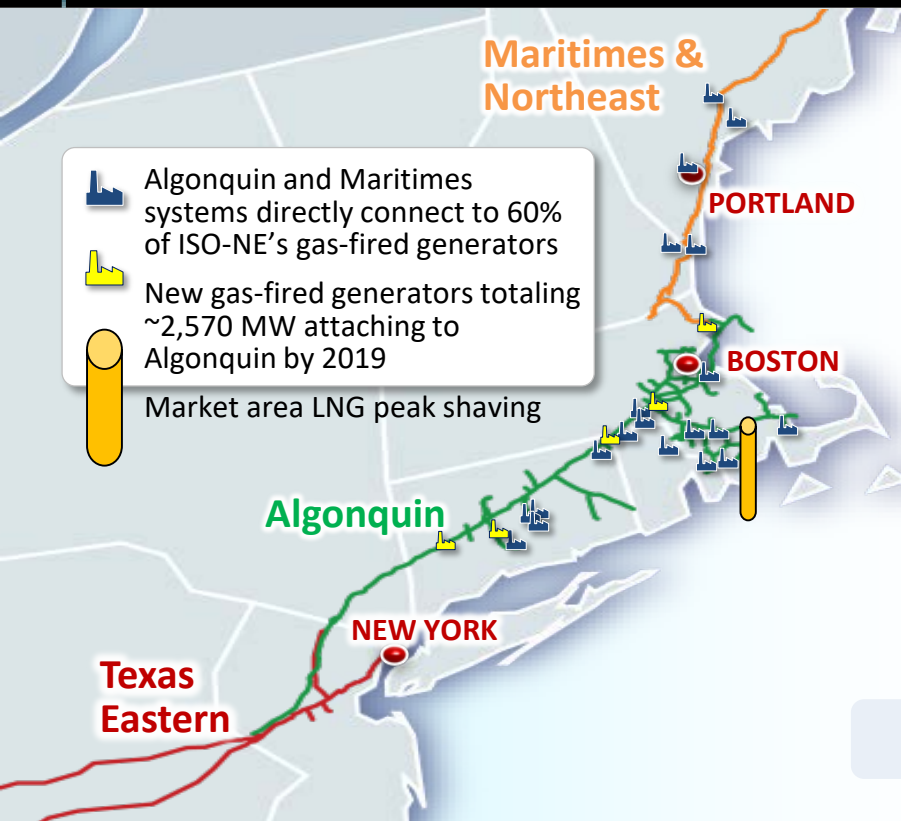 Maritimes &
Northeast
Algonquin and Maritimes
systems directly connect to 60%
of ISO-NE's gas-fired generators
New gas-fired generators totaling
~2,570 MW attaching to
Algonquin by 2019
Market area LNG peak shaving
PORTLAND
BOSTON
Algonquin
NEW YORK
Texas
Eastern